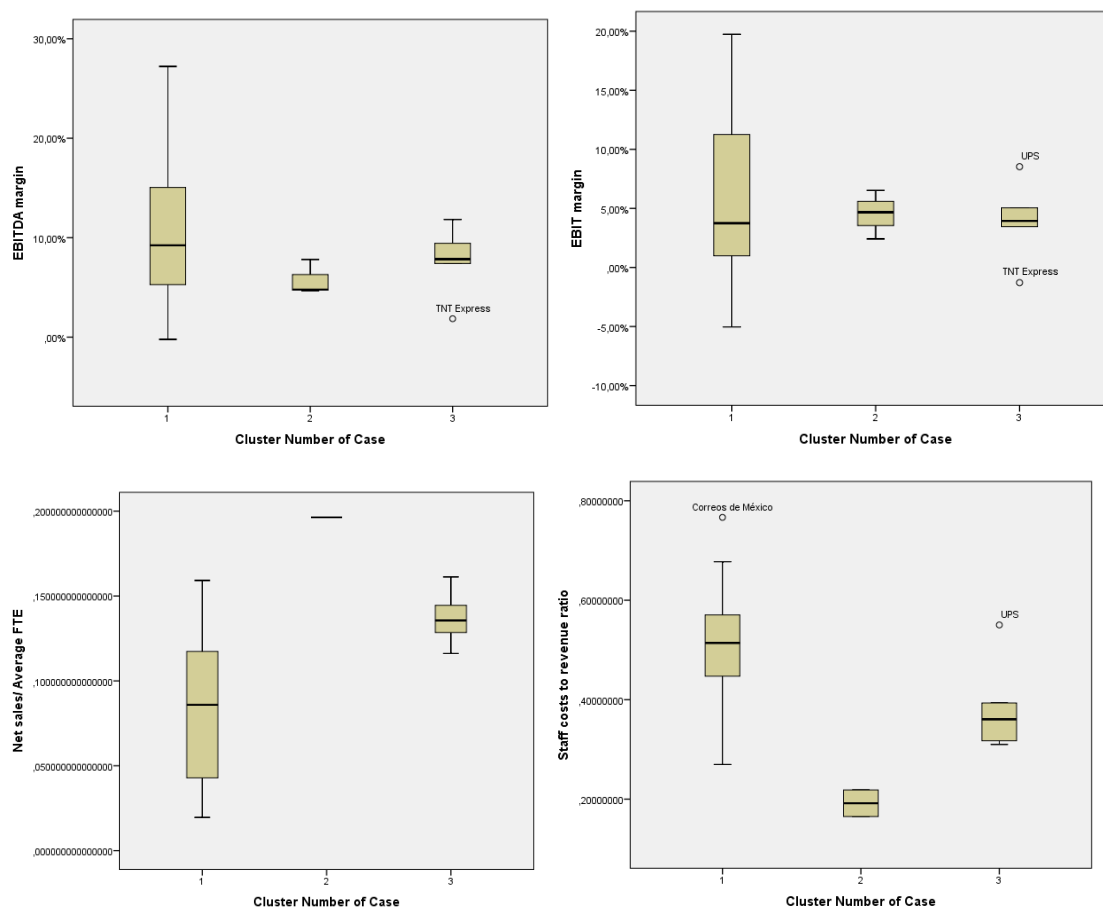 EBITDA margin
30,00%
20,00%
10,00%
,00%
TNT Express
1
2
3
Cluster Number of Case
EBIT margin
20,00%
15,00%
10,00%
5,00%
,00%
-5,00%
-10,00%
UPS
TNT Express
1
2
3
Cluster Number of Case
Net sales/ Average FTE
,200000000000000
,150000000000000
,100000000000000
,050000000000000
,000000000000000
1
2
3
Cluster Number of Case
Staff costs to revenue ratio
,80000000
,60000000
,40000000
,20000000
Correos de México
UPS
1
2
3
Cluster Number of Case